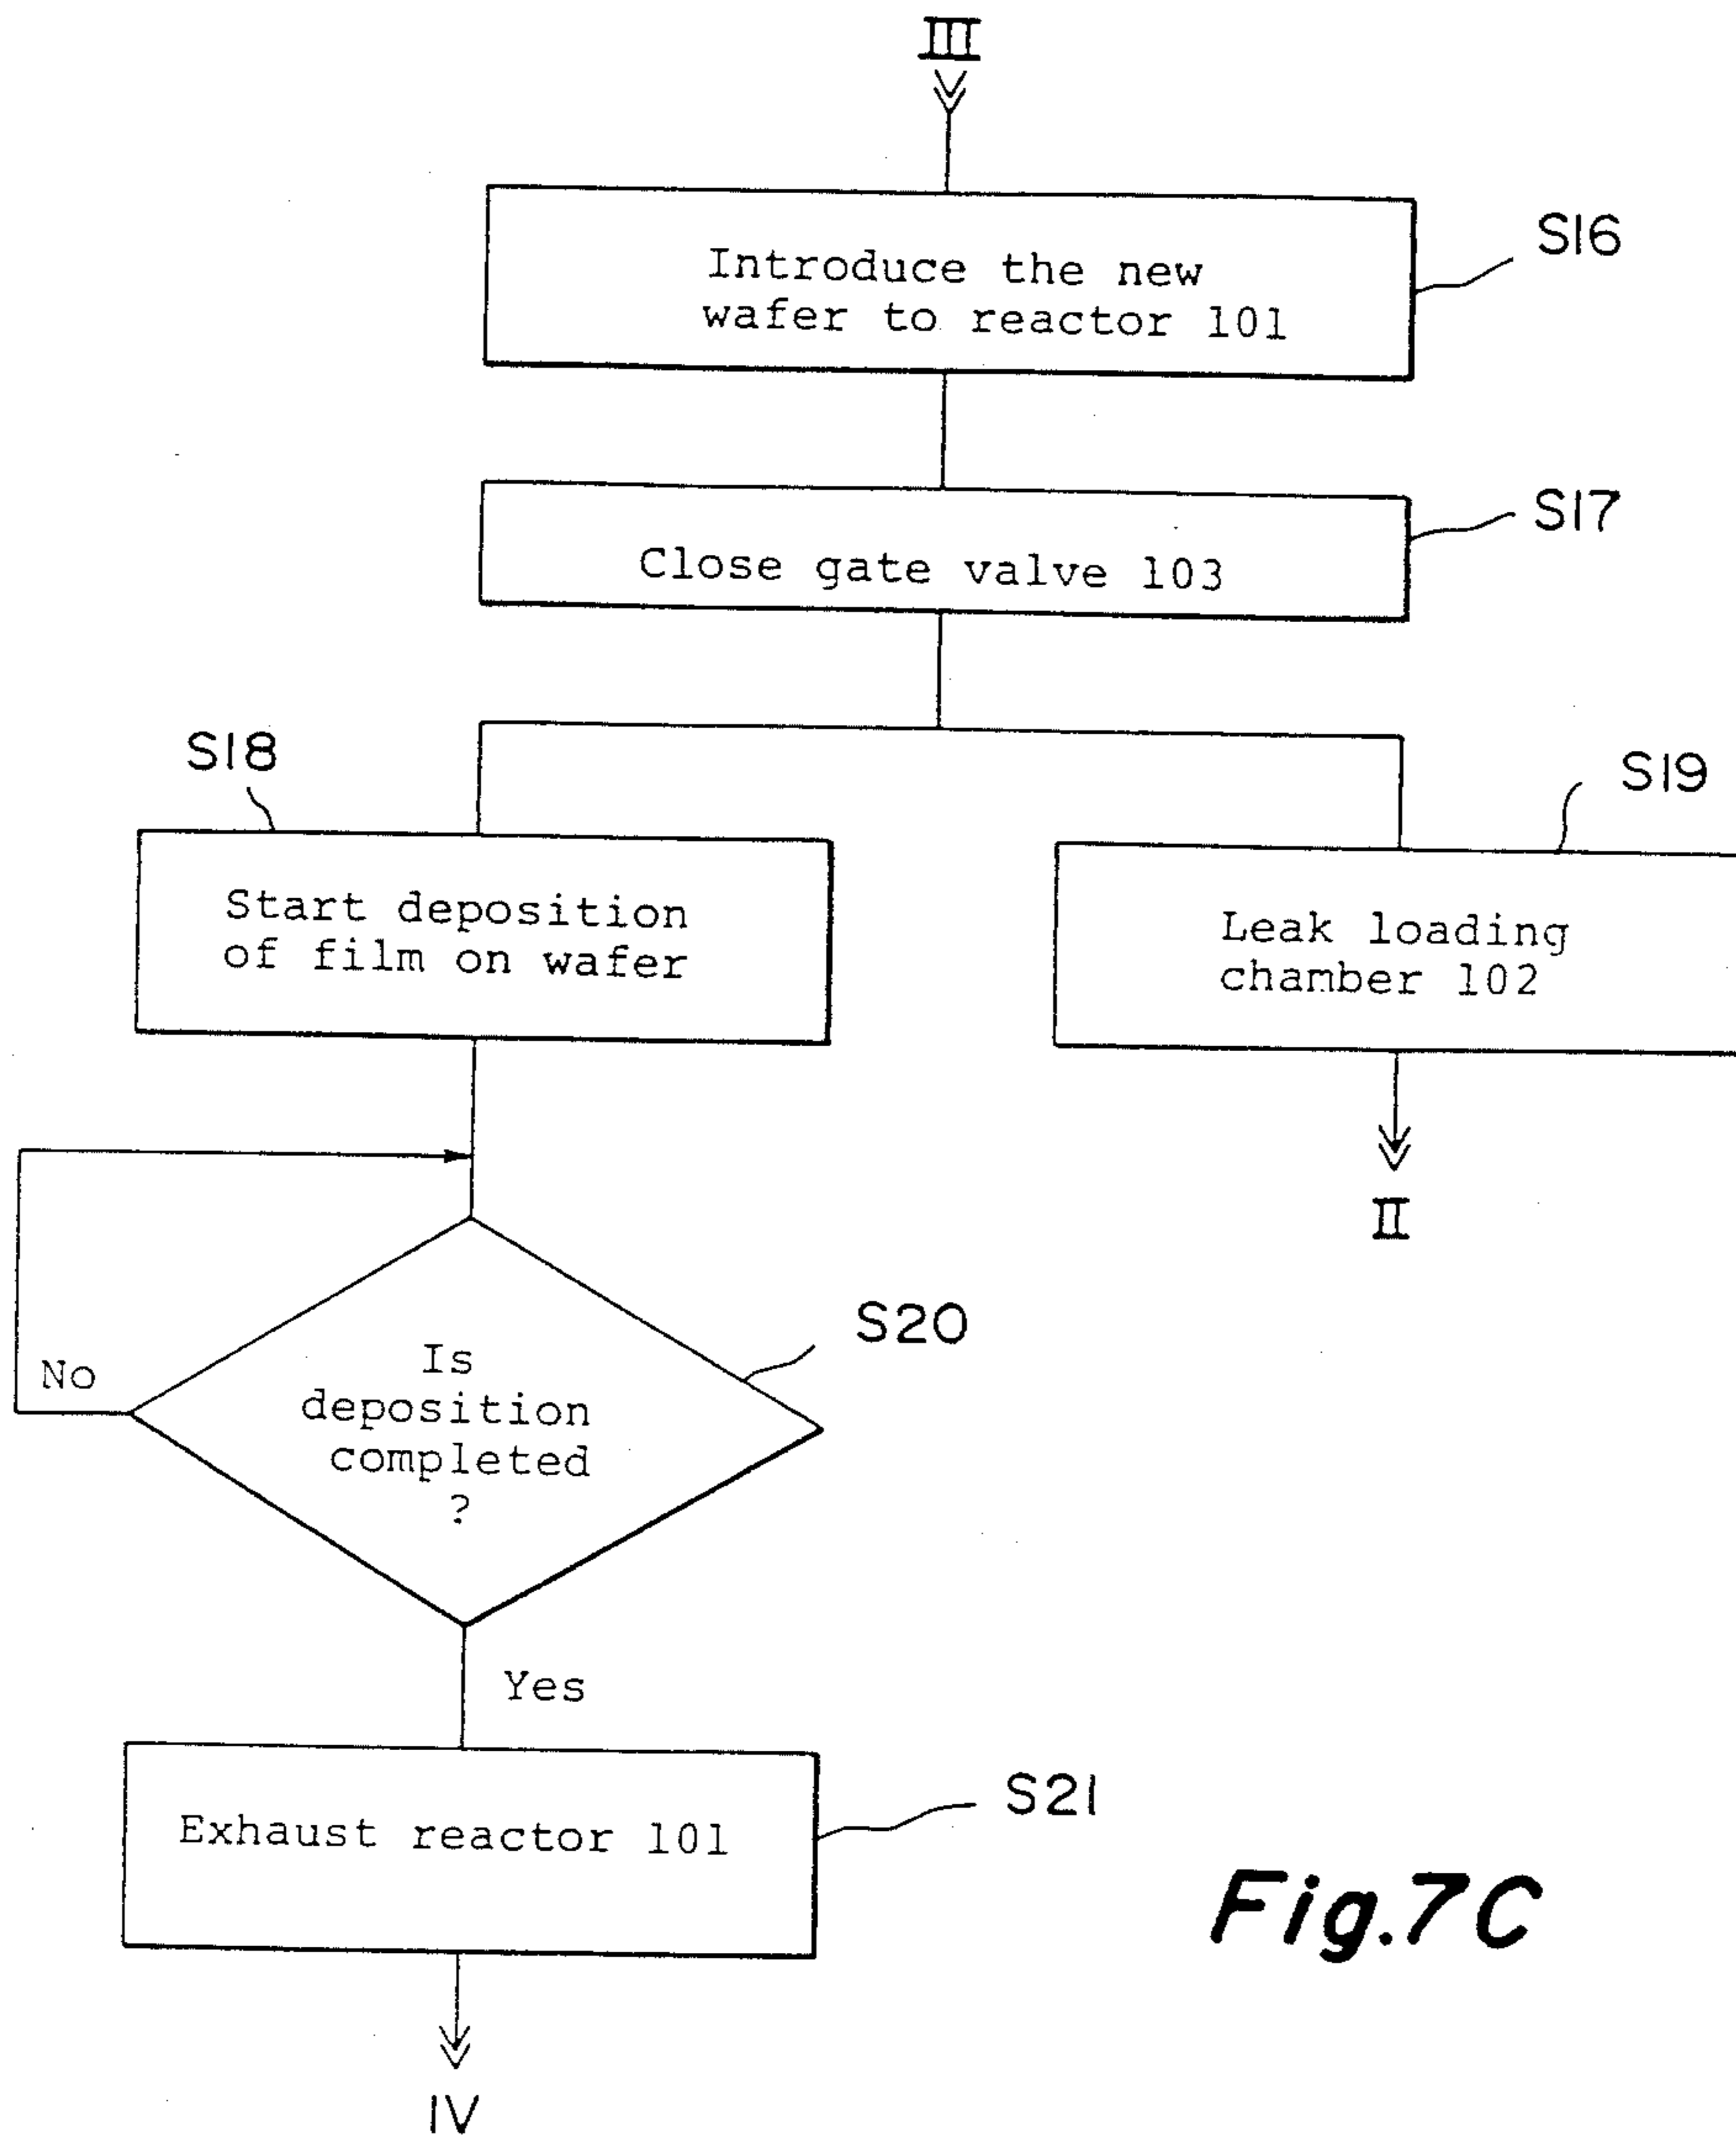 III
Introduce the new
wafer to reactor 101
S16
Close gate valve 103
S17
S18
Start deposition
of film on wafer
S19
Leak loading
chamber 102
II
S20
Is
deposition
completed
?
No
Yes
Exhaust reactor 101
S21
IV
Fig.7C